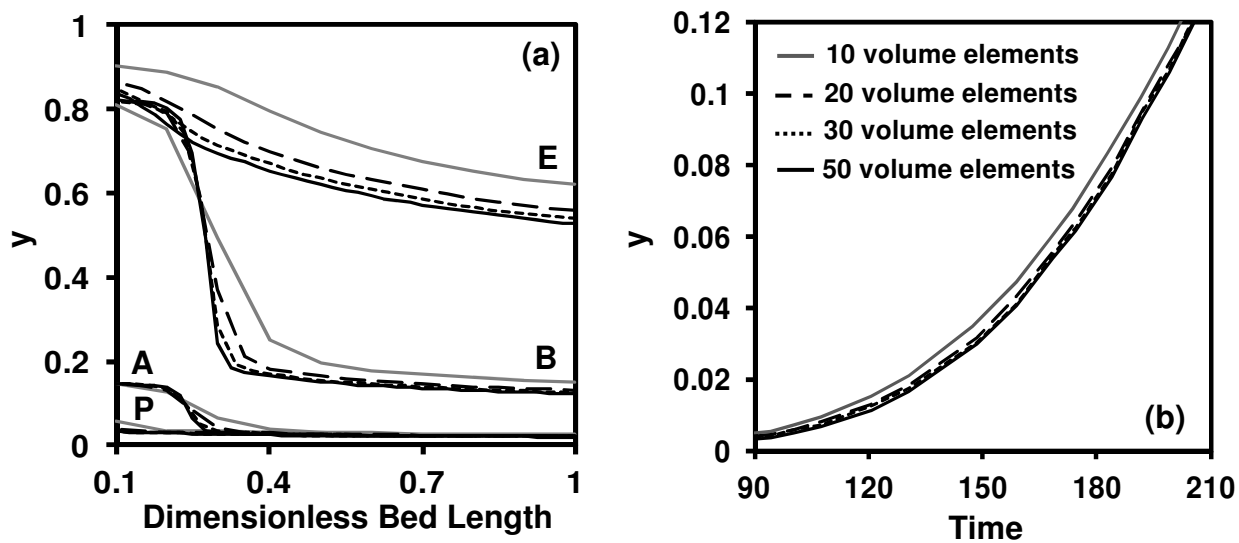 1
0.8
0.6
0.4
0.2
0
y
(a)
E
B
A
P
0.1
0.4
0.7
1
Dimensionless Bed Length
0.12
0.1
0.08
0.06
0.04
0.02
0
y
10 volume elements
20 volume elements
30 volume elements
50 volume elements
(b)
90
120
150
180
210
Time